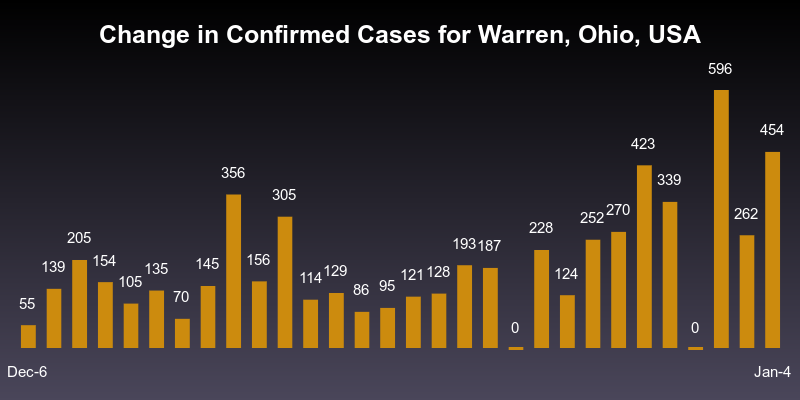 Change in Confirmed Cases for Warren, Ohio, USA
55 139 205 154 105 135 70 145 356 156 305 114 129 86 95 121 128 193 187 0 228 124 252 270 423 339 0 596 262 454
Dec-6 Jan-4